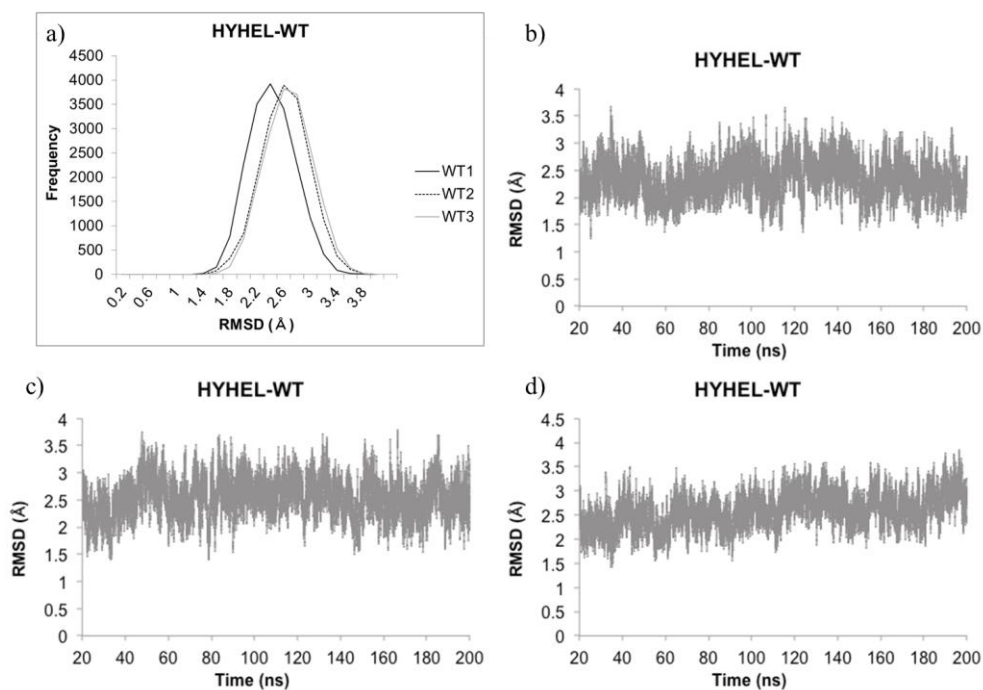 a)
HYHEL-WT
4500
4000
3500
3000
2500
2000
1500
1000
500
0
Frequency
0.2
0.6
1
1.4
1.8
2.2
2.6
3
3.4
3.8
RMSD (Å)
WT1
WT2
WT3
b)
HYHEL-WT
4
3.5
3
2.5
2
1.5
1
0.5
0
RMSD (Å)
20 40 60 80 100 120 140 160 180 200
Time (ns)
c)
HYHEL-WT
4
3.5
3
2.5
2
1.5
1
0.5
0
RMSD (Å)
20 40 60 80 100 120 140 160 180 200
Time (ns)
d)
HYHEL-WT
4.5
4
3.5
3
2.5
2
1.5
1
0.5
0
RMSD (Å)
20 40 60 80 100 120 140 160 180 200
Time (ns)